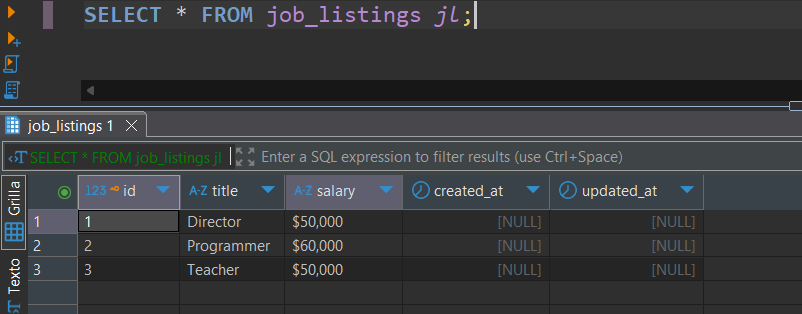 SELECT * FROM job_listings jl;
job_listings 1
SELECT * FROM job_listings jl Enter a SQL expression to filter results (use Ctrl+Space)
Grilla
Texto
123 id A-Z title A-Z salary created_at updated_at
1 1 Director $50,000 [NULL] [NULL]
2 2 Programmer $60,000 [NULL] [NULL]
3 3 Teacher $50,000 [NULL] [NULL]